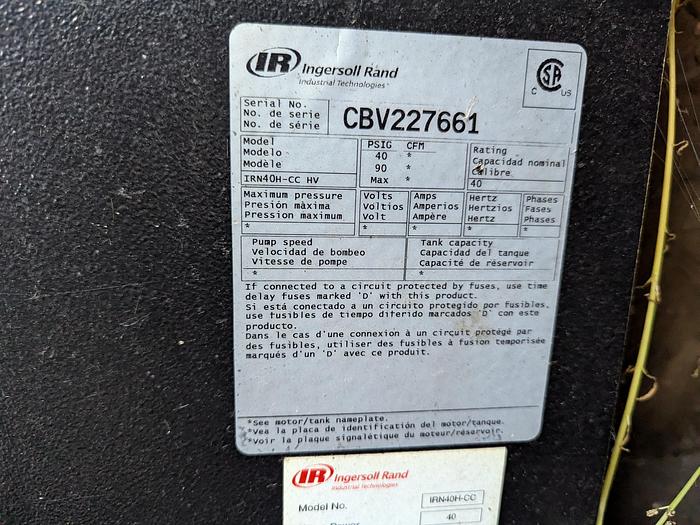 IR Ingersoll Rand
Industrial Technologies
CSA
C US
Serial No.
No. de serie
No. de série
CBV227661
Model
Modelo
Modèle
IRN40H-CC HV
PSIG CFM
40 *
90 *
Max *
Rating
Capacidad nominal
Calibre
40
Maximum pressure
Presión màxima
Pression maximum
*
Volts
Voltios
Volt
*
Amps
Amperios
Ampère
*
Hertz
Hertzios
Hertz
*
Phases
Fases
Phases
*
Pump speed
Velocidad de bombeo
Vitesse de pompe
*
Tank capacity
Capacidad del tanque
Capacité de réservoir
*
If connected to a circuit protected by fuses, use time
delay fuses marked 'D' with this product.
Si está conectado a un circuito protegido por fusibles,
use fusibles de tiempo diferido marcados 'D' con este
producto.
Dans le cas d'une connexion à un circuit protégé par
des fusibles, utiliser des fusibles à fusion temporisée
marqués d'un 'D' avec ce produit.
*See motor/tank nameplate.
*Vea la placa de identificación del motor/tanque.
*Voir la plaque signalétique du moteur/réservoir.
IR Ingersoll Rand
Industrial Technologies
Model No. IRN40H-CC
Power 40